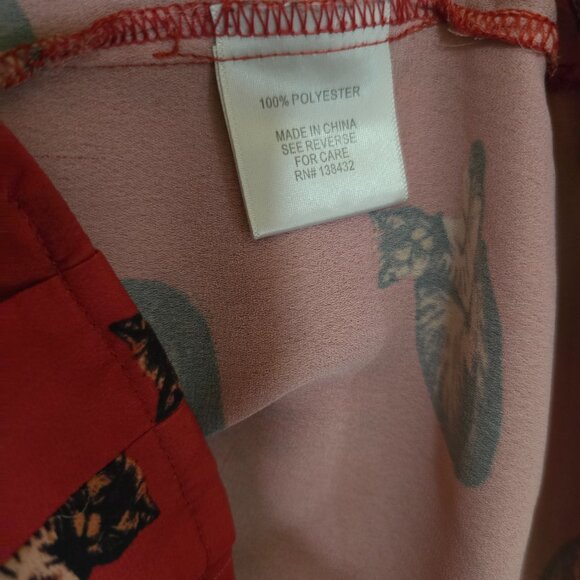 100% POLYESTER
MADE IN CHINA
SEE REVERSE
FOR CARE
RN# 138432